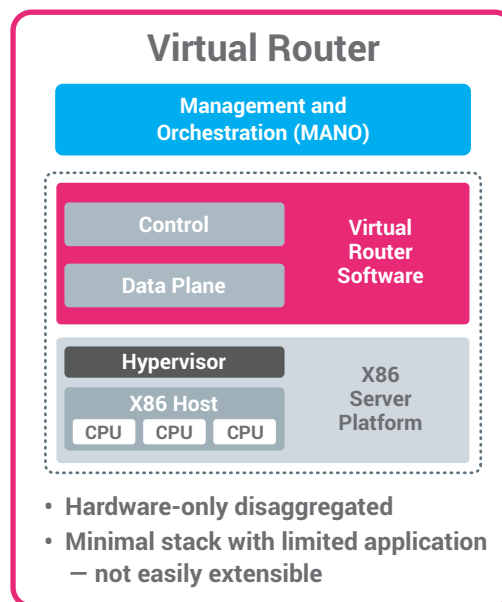 Virtual Router
Management and
Orchestration (MANO)
Control
Data Plane
Virtual
Router
Software
Hypervisor
X86 Host
CPU CPU CPU
X86
Server
Platform
• Hardware-only disaggregated
• Minimal stack with limited application
— not easily extensible